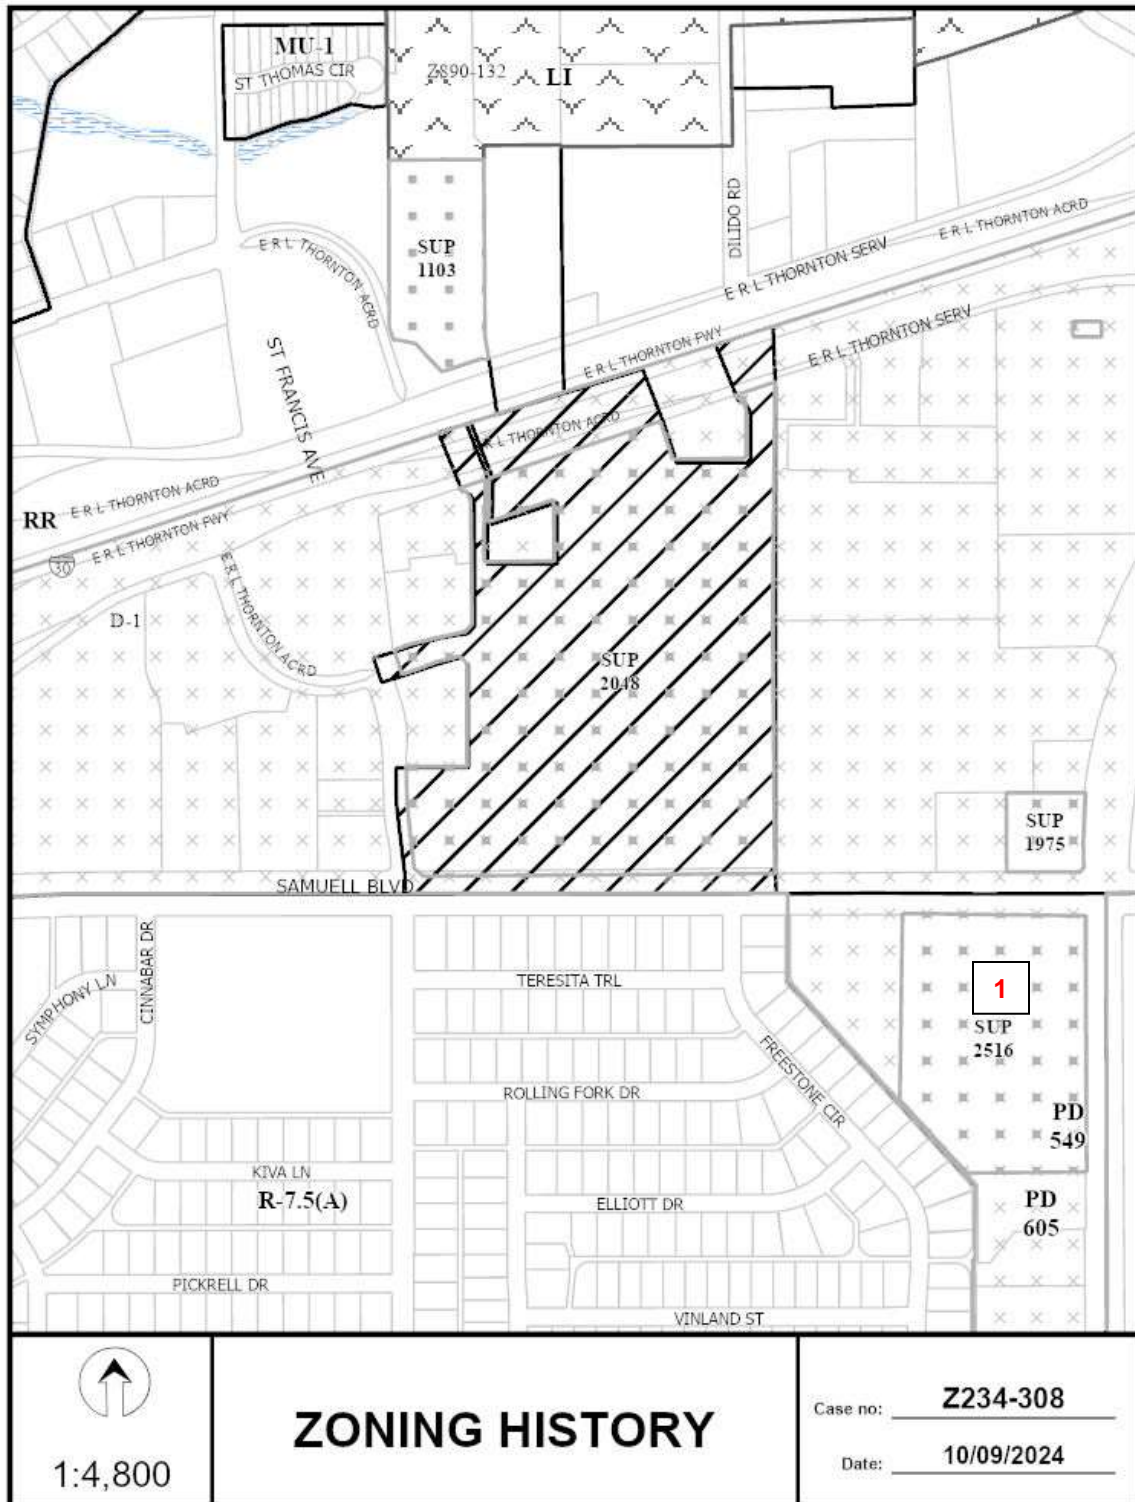 MU-1
ST THOMAS CIR
Z890-132
LI
SUP
1103
DILIDO RD
E R L THORNTON ACRD
E R L THORNTON SERV
E R L THORNTON ACRD
E R L THORNTON SERV
E R L THORNTON FWY
ST FRANCIS AVE
R L THORNTON ACRD
RR
E R L THORNTON ACRD
E R L THORNTON FWY
30
D-1
E R L THORNTON ACRD
SUP
2048
SUP
1975
SAMUELL BLVD
CINNABAR DR
SYMPHONY LN
TERESITA TRL
1
SUP
2516
FREESTONE CIR
ROLLING FORK DR
PD
549
KIVA LN
R-7.5(A)
ELLIOTT DR
PD
605
PICKRELL DR
VINLAND ST
1:4,800
ZONING HISTORY
Case no: Z234-308
Date: 10/09/2024